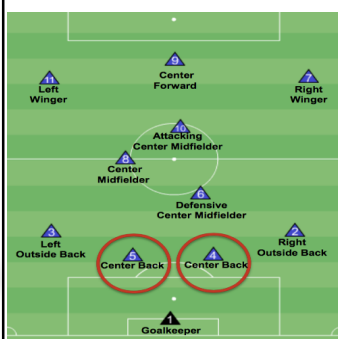 9
Center
Forward
11
Left
Winger
7
Right
Winger
10
Attacking
Center Midfielder
8
Center
Midfielder
6
Defensive
Center Midfielder
3
Left
Outside Back
2
Right
Outside Back
5
Center Back
4
Center Back
1
Goalkeeper